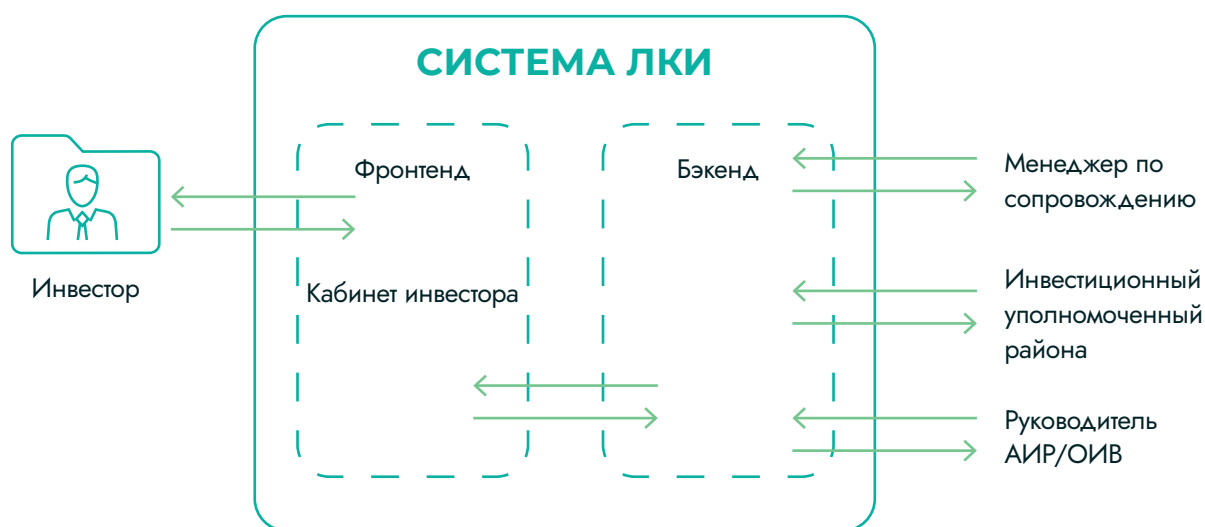 СИСТЕМА ЛКИ
Фронтенд
Бэкенд
Менеджер по
сопровождению
Инвестор
Кабинет инвестора
Инвестиционный
уполномоченный
района
Руководитель
АИР/ОИВ